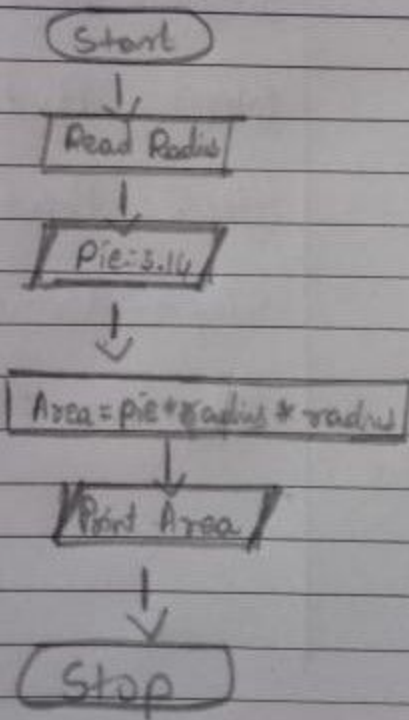 Start
Read Radius
Pie=3.14
Area=pie*radius*radius
Print Area
Stop